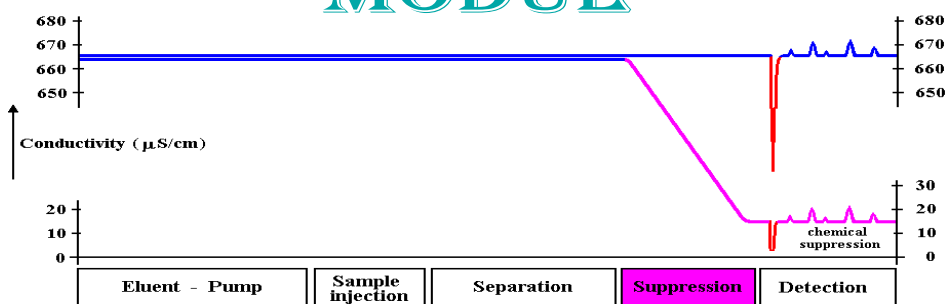 MODUL
680
670
660
650
680
670
660
650
Conductivity (µS/cm)
20
10
0
30
20
10
0
chemical
suppression
Eluent - Pump
Sample
injection
Separation
Suppression
Detection